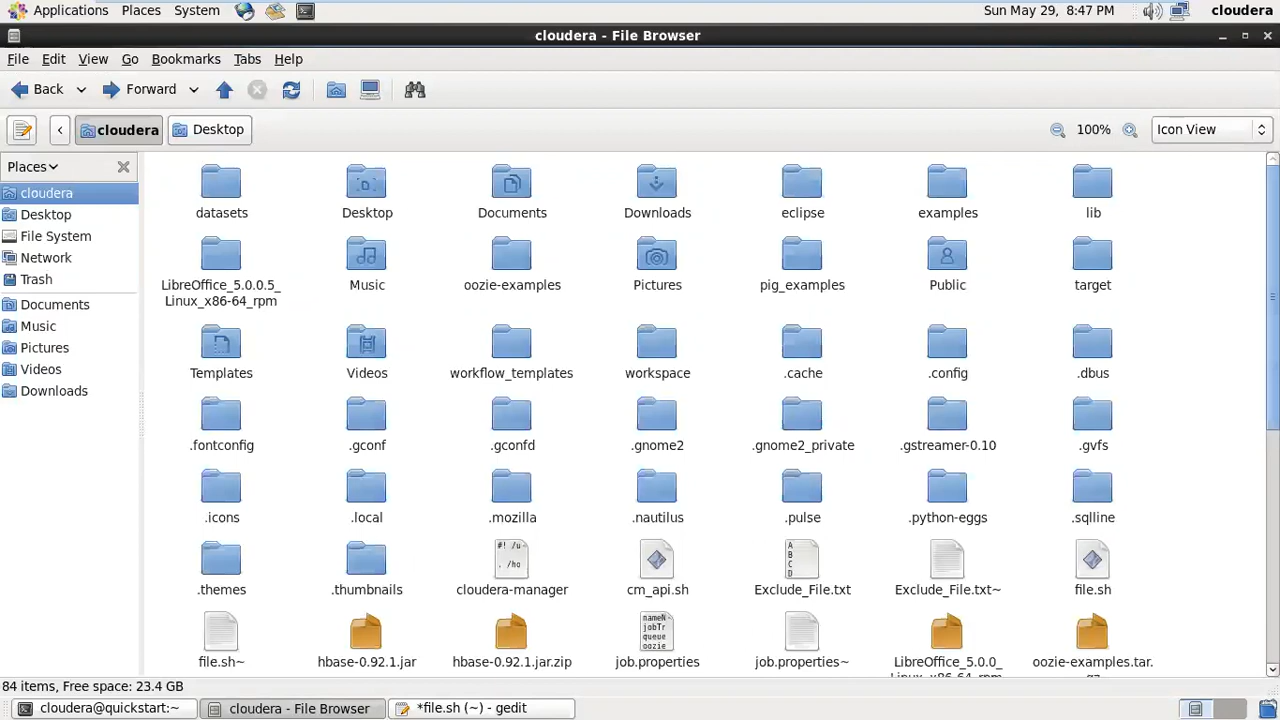 Applications Places System Sun May 29, 8:47 PM cloudera
cloudera - File Browser
File Edit View Go Bookmarks Tabs Help
Back Forward
cloudera Desktop 100% Icon View
Places
cloudera
Desktop
File System
Network
Trash
Documents
Music
Pictures
Videos
Downloads
datasets Desktop Documents Downloads eclipse examples lib
LibreOffice_5.0.0.5_ Music oozie-examples Pictures pig_examples Public target
Linux_x86-64_rpm
Templates Videos workflow_templates workspace .cache .config .dbus
.fontconfig .gconf .gconfd .gnome2 .gnome2_private .gstreamer-0.10 .gvfs
.icons .local .mozilla .nautilus .pulse .python-eggs .sqlline
#! /u
. /ho
A
B
C
D
.themes .thumbnails cloudera-manager cm_api.sh Exclude_File.txt Exclude_File.txt~ file.sh
nameN
jobTr
queue
oozie
file.sh~ hbase-0.92.1.jar hbase-0.92.1.jar.zip job.properties job.properties~ LibreOffice_5.0.0_ oozie-examples.tar.
84 items, Free space: 23.4 GB
cloudera@quickstart:~ cloudera - File Browser *file.sh (~) - gedit